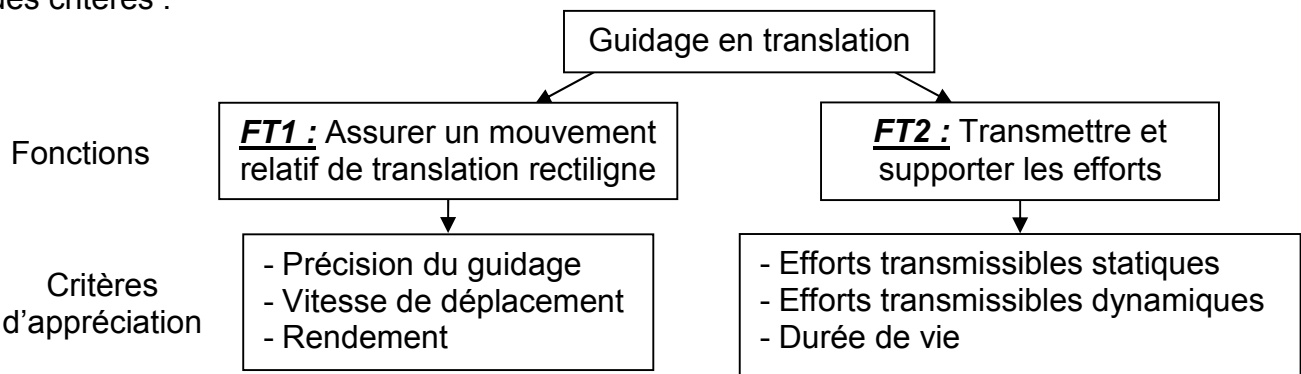 des critères :
Guidage en translation
Fonctions
FT1 : Assurer un mouvement
relatif de translation rectiligne
FT2 : Transmettre et
supporter les efforts
Critères
d’appréciation
- Précision du guidage
- Vitesse de déplacement
- Rendement
- Efforts transmissibles statiques
- Efforts transmissibles dynamiques
- Durée de vie